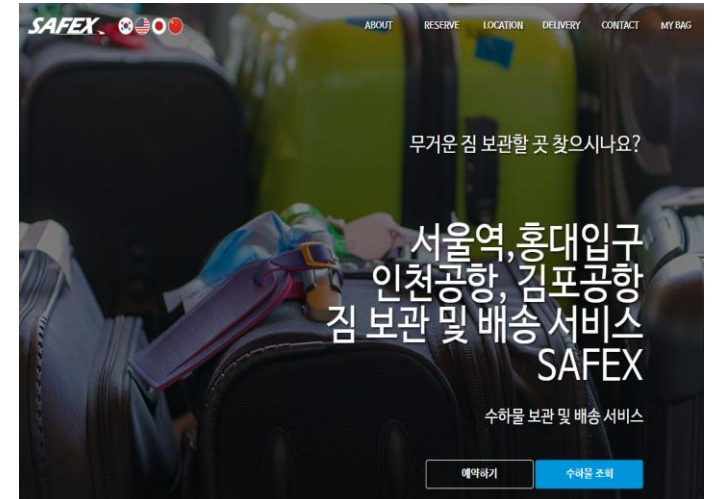 SAFEX
ABOUT RESERVE LOCATION DELIVERY CONTACT MY BAG
무거운 짐 보관할 곳 찾으시나요?
서울역,홍대입구
인천공항, 김포공항
짐 보관 및 배송 서비스
SAFEX
수하물 보관 및 배송 서비스
예약하기 수하물 조회